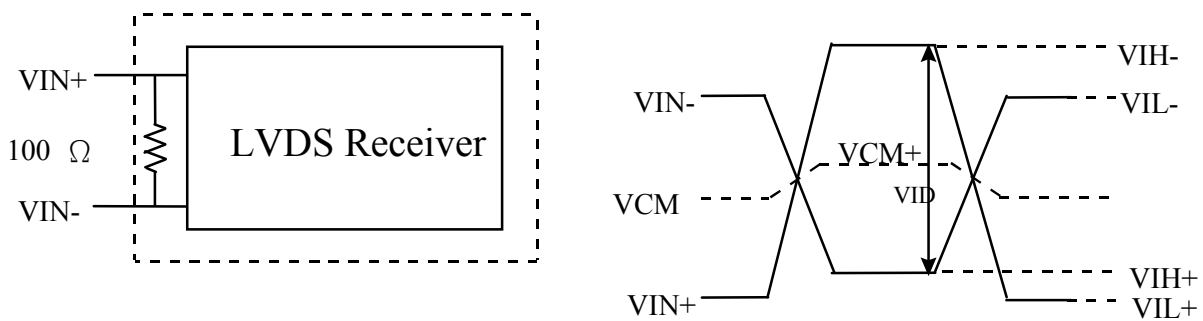 VIN+
100 Ω
VIN-
LVDS Receiver
VIN-
VCM
VIN+
VCM+
VID
VIH-
VIL-
VIH+
VIL+